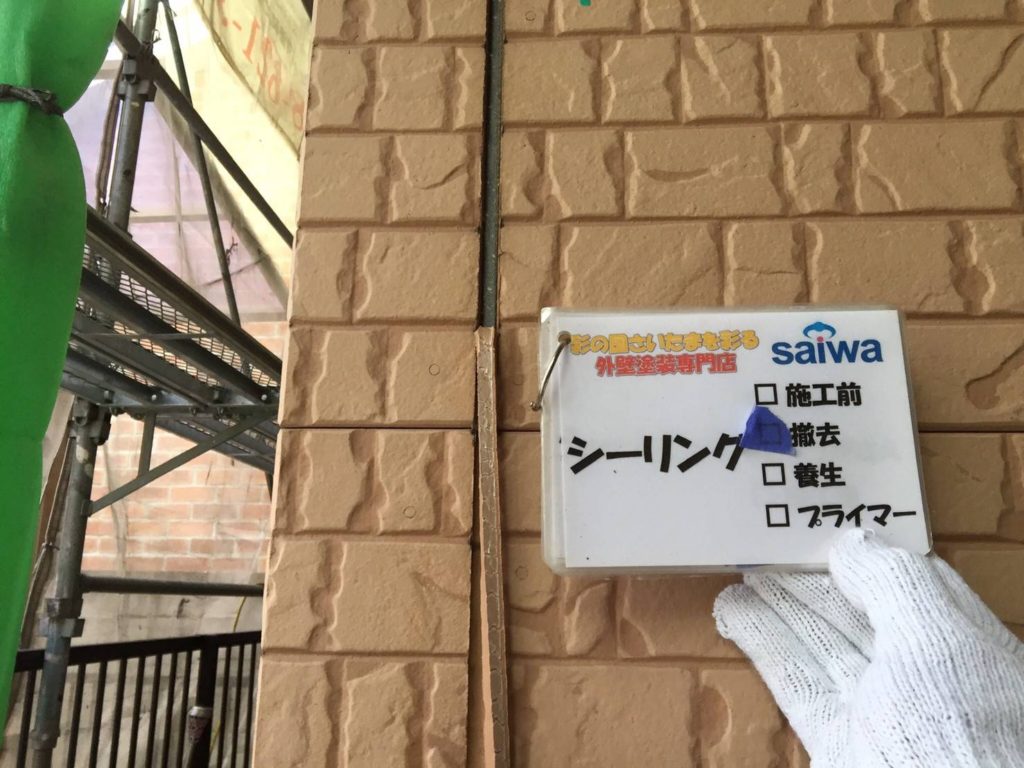 彩の国さいたまを彩る
外壁塗装専門店
saiwa
シーリング
□ 施工前
撤去
□ 養生
□ プライマー